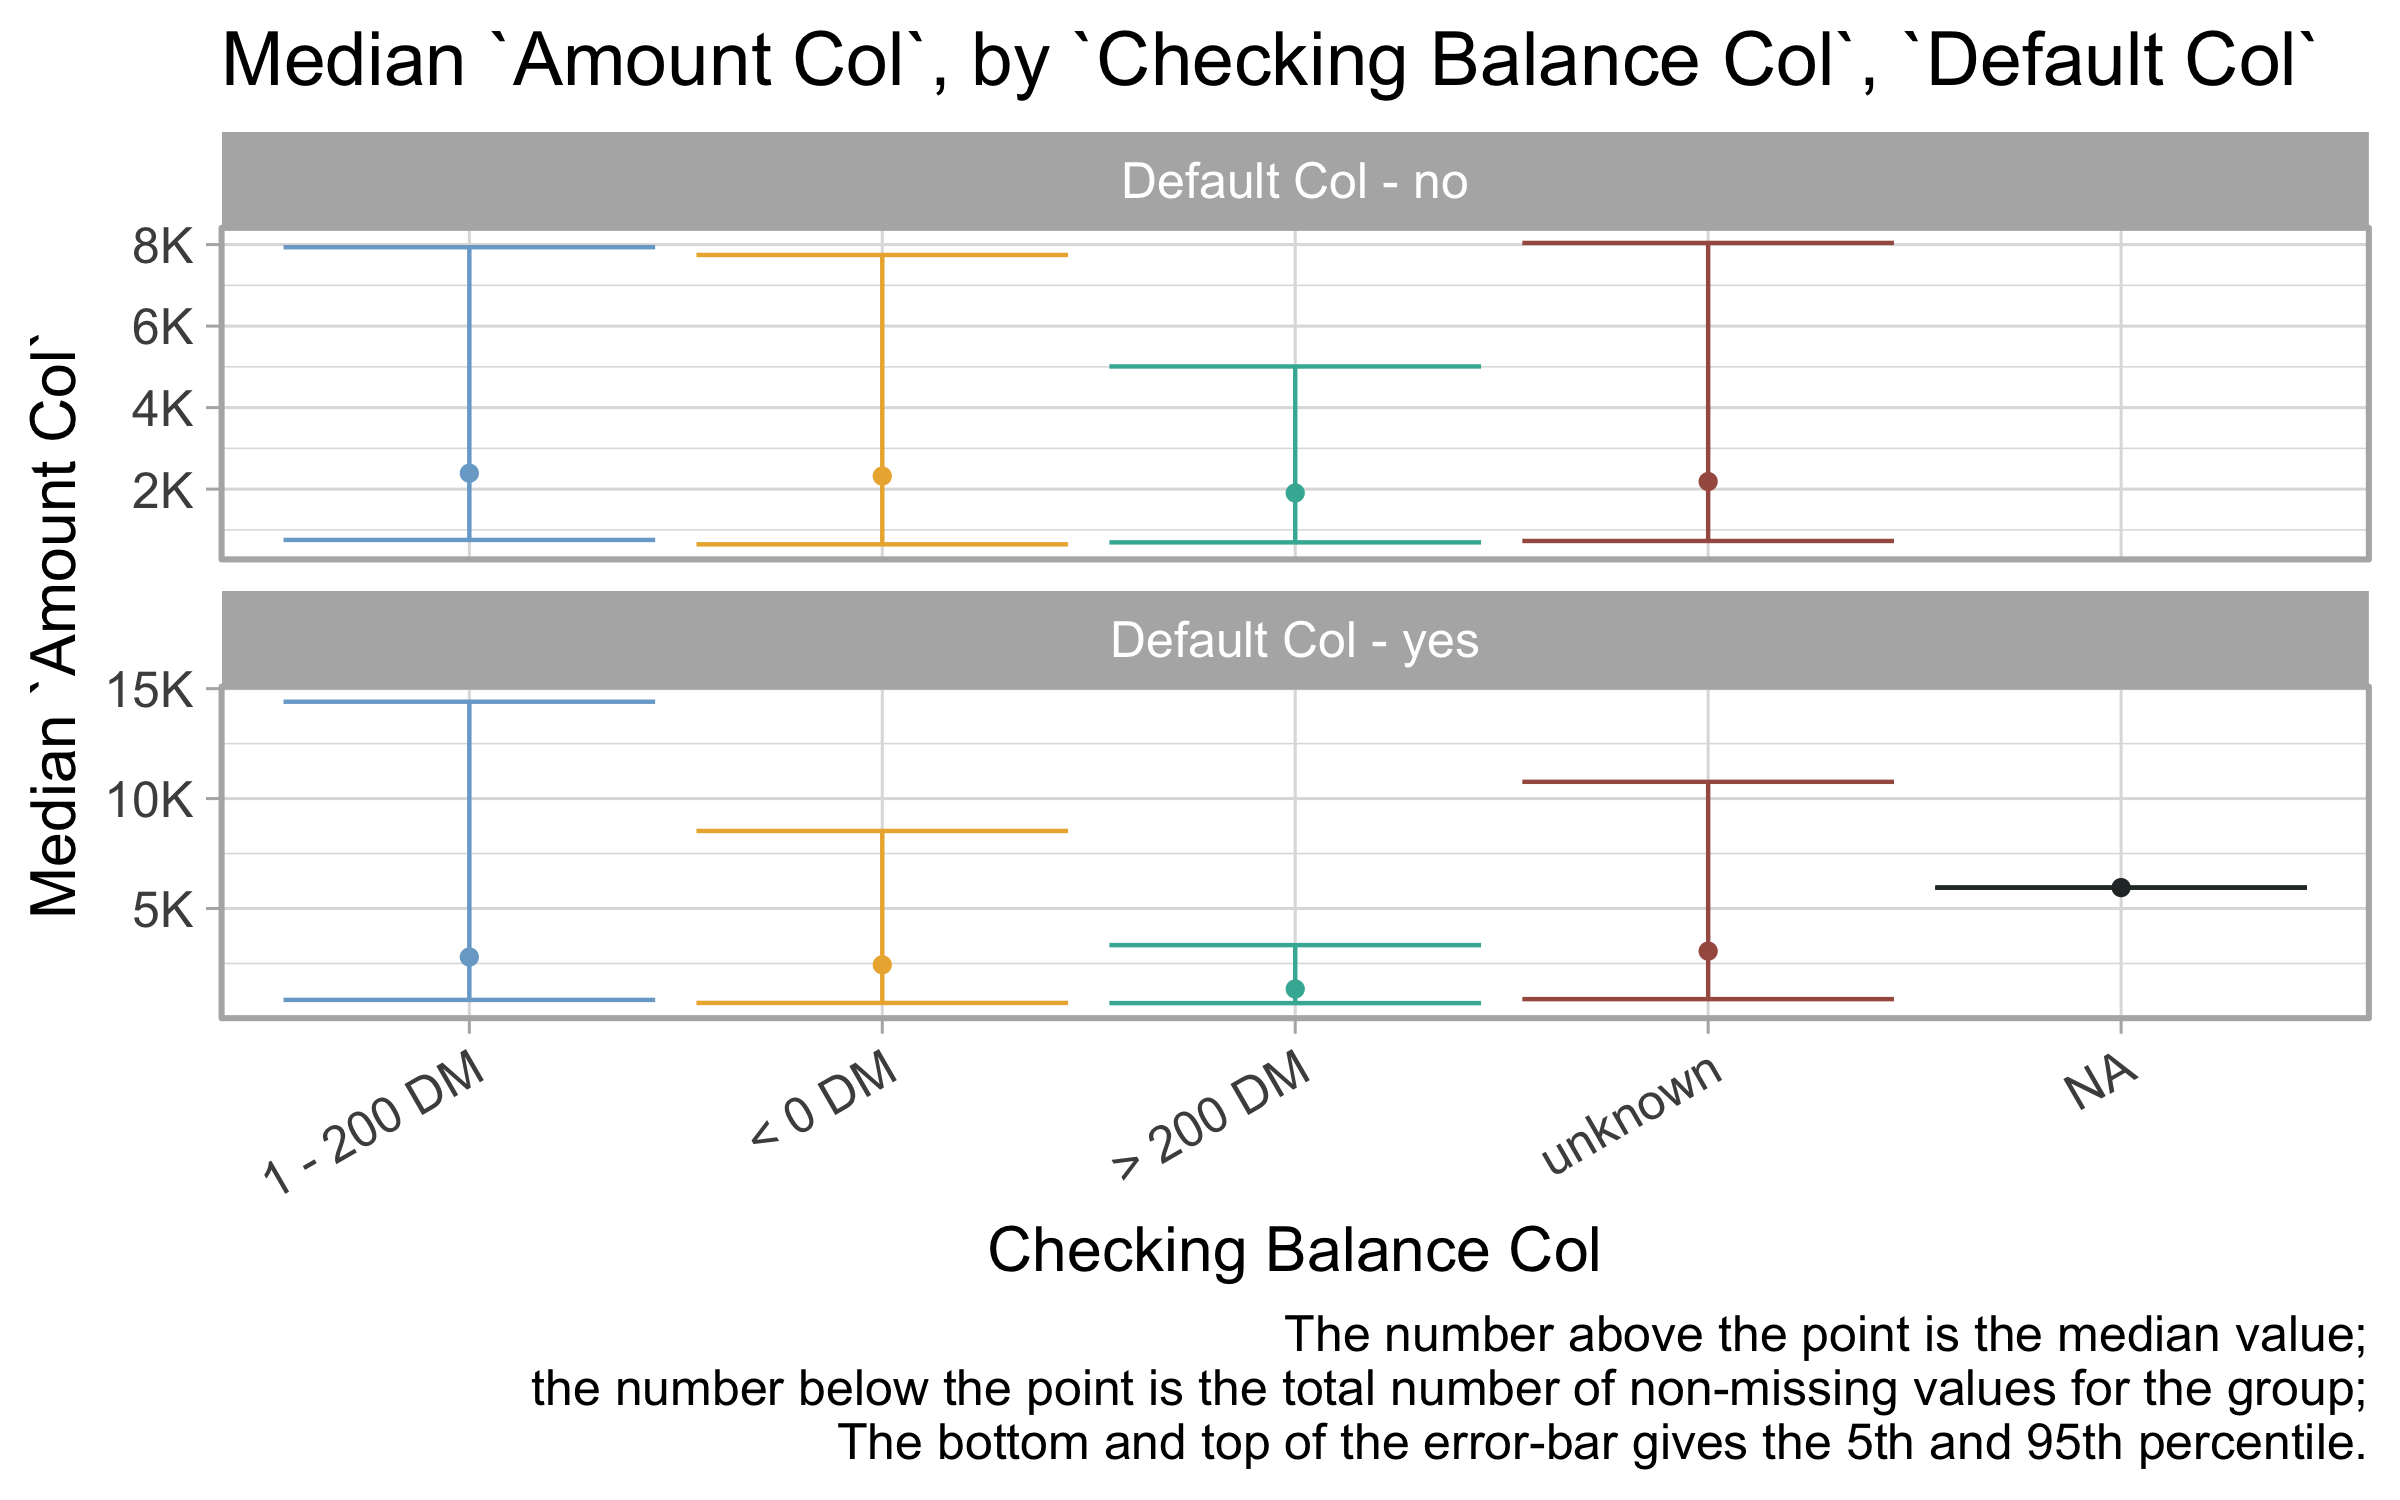 Median `Amount Col`, by `Checking Balance Col`, `Default Col`
Default Col - no
8K
6K
4K
2K
Median `Amount Col`
Default Col - yes
15K
10K
5K
1 - 200 DM
< 0 DM
> 200 DM
unknown
NA
Checking Balance Col
The number above the point is the median value;
the number below the point is the total number of non-missing values for the group;
The bottom and top of the error-bar gives the 5th and 95th percentile.